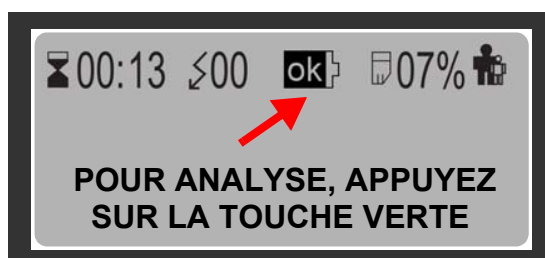 00:13 00 ok 07%
POUR ANALYSE, APPUYEZ
SUR LA TOUCHE VERTE